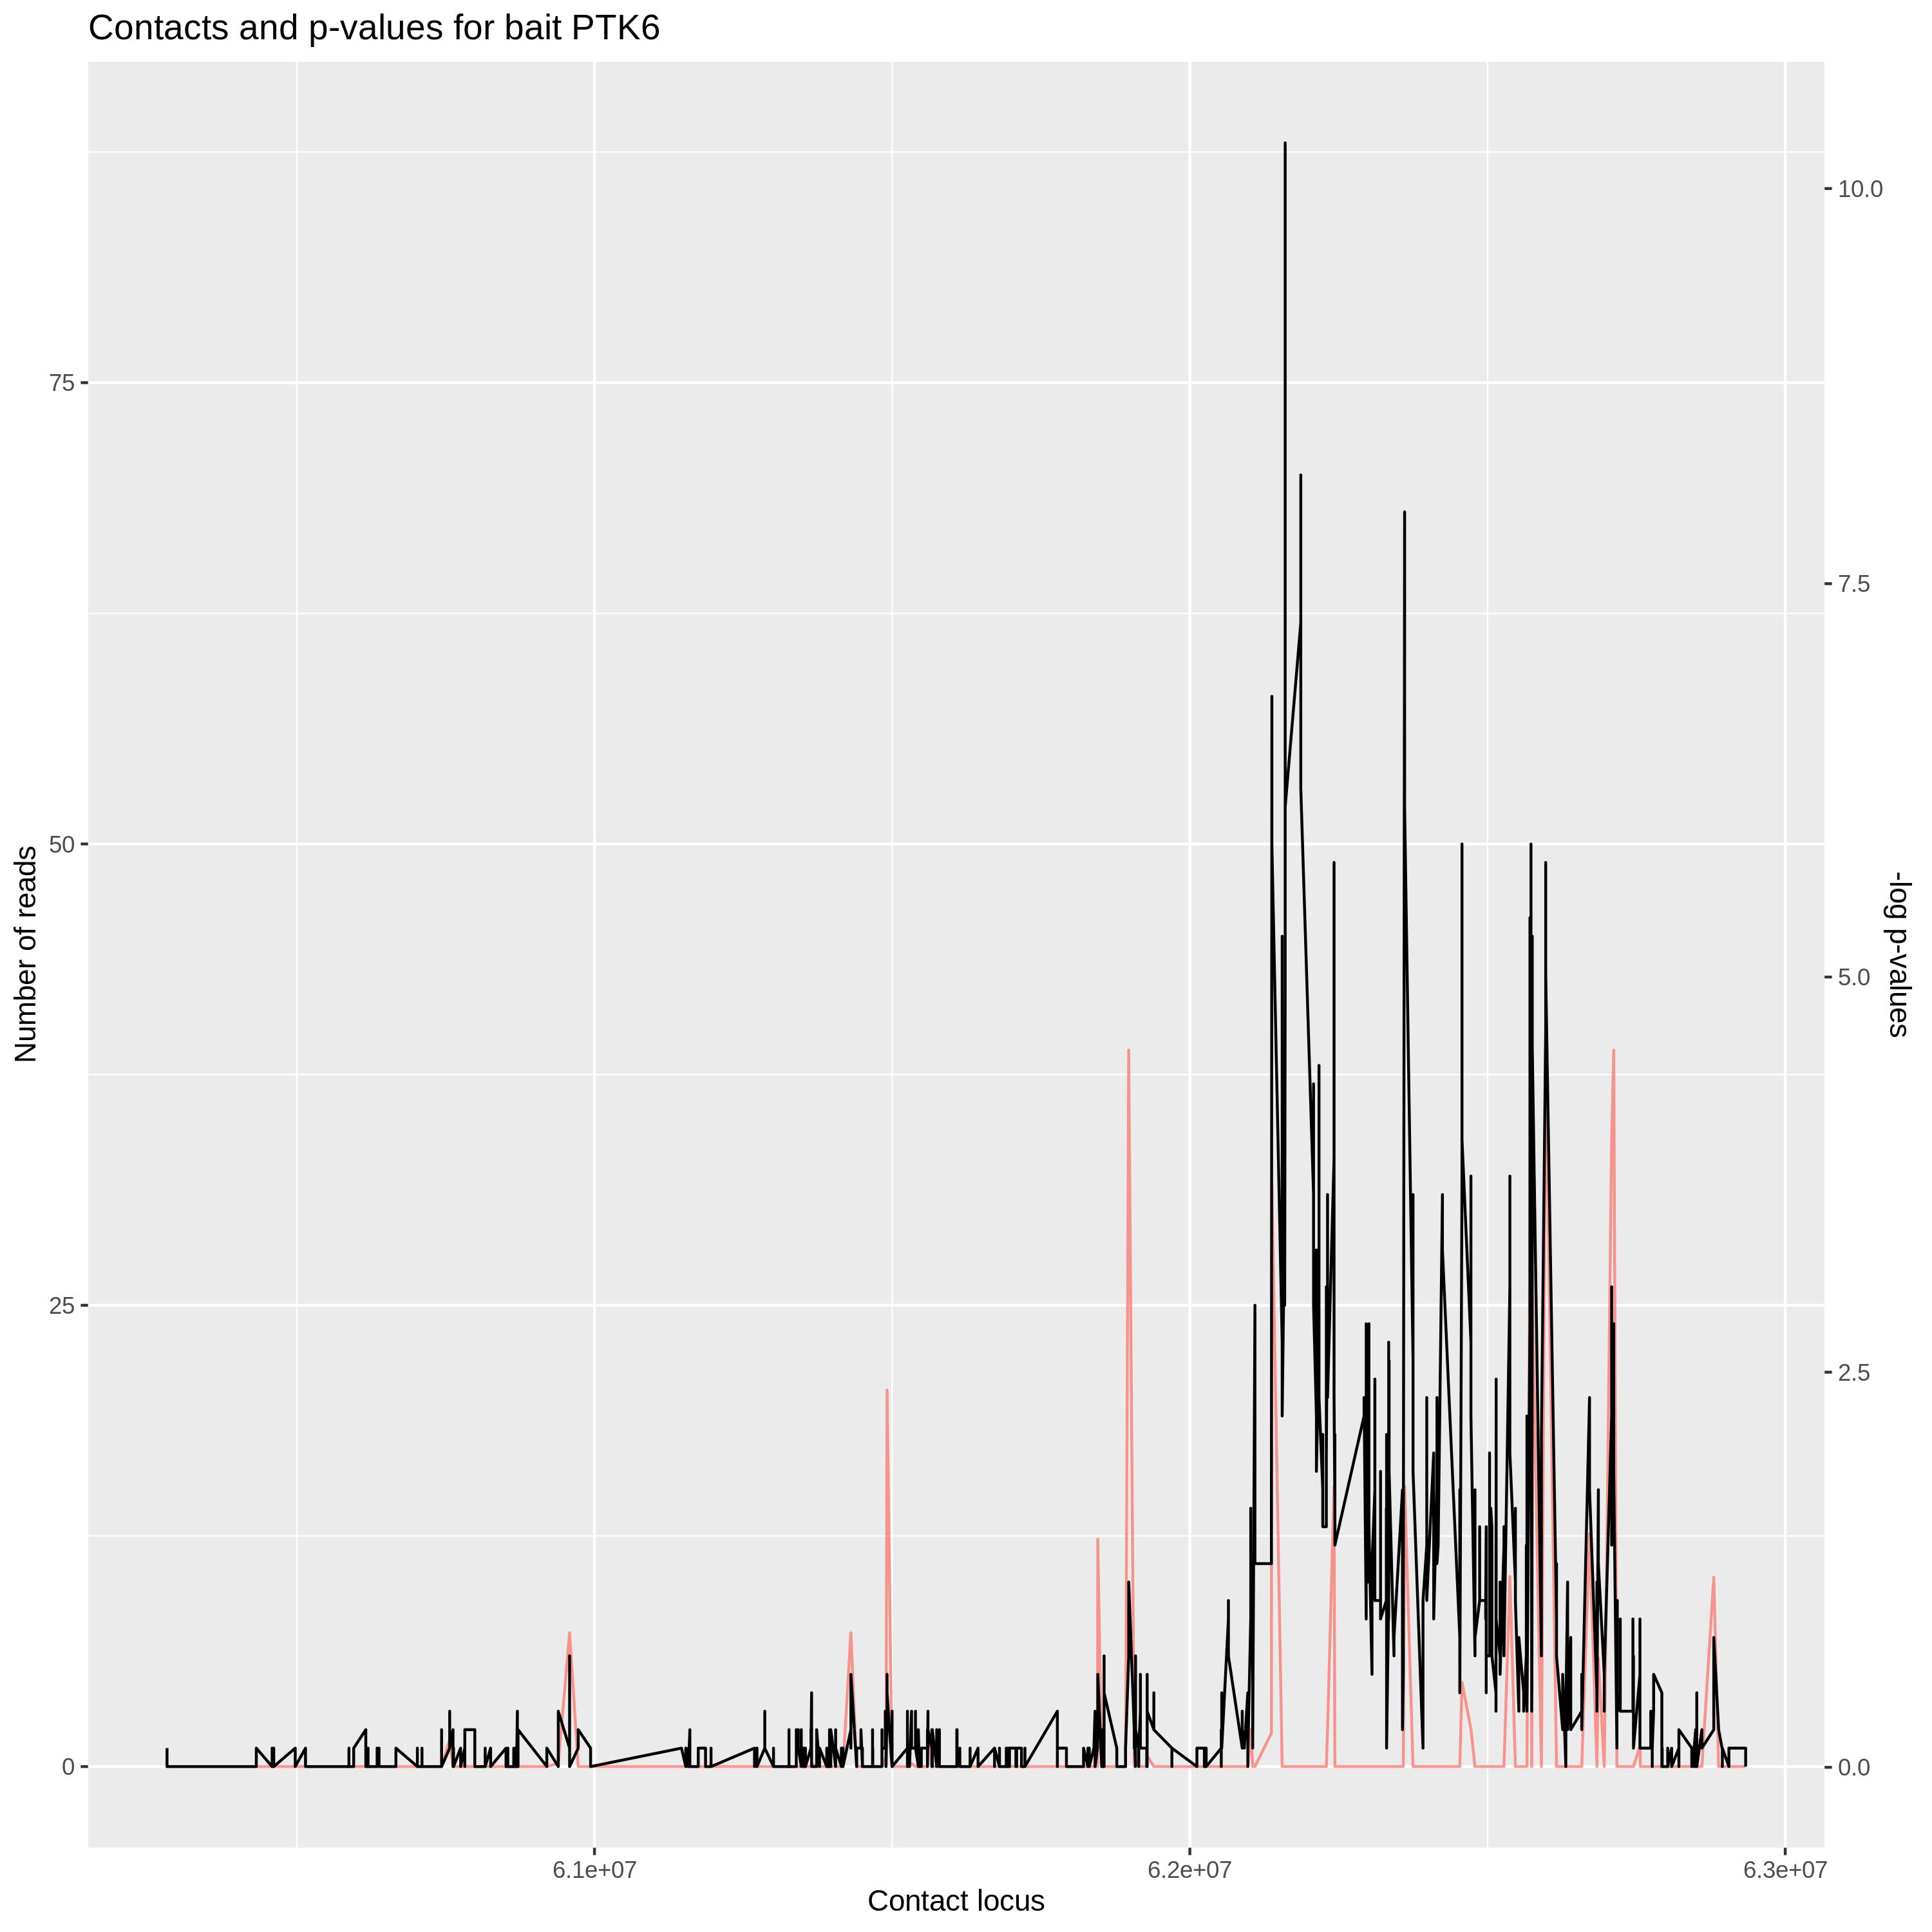 Contacts and p-values for bait PTK6
Number of reads
75
50
25
0
10.0
7.5
5.0
2.5
0.0
-log p-values
6.1e+07
6.2e+07
6.3e+07
Contact locus